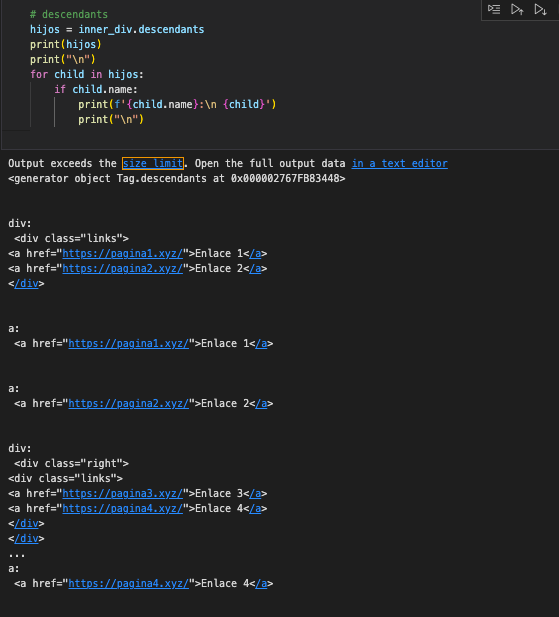 # descendants
hijos = inner_div.descendants
print(hijos)
print("\n")
for child in hijos:
    if child.name:
        print(f'{child.name}:\n {child}')
        print("\n")
Output exceeds the size limit. Open the full output data in a text editor
<generator object Tag.descendants at 0x000002767FB83448>
div:
 <div class="links">
<a href="https://pagina1.xyz/">Enlace 1</a>
<a href="https://pagina2.xyz/">Enlace 2</a>
</div>
a:
 <a href="https://pagina1.xyz/">Enlace 1</a>
a:
 <a href="https://pagina2.xyz/">Enlace 2</a>
div:
 <div class="right">
<div class="links">
<a href="https://pagina3.xyz/">Enlace 3</a>
<a href="https://pagina4.xyz/">Enlace 4</a>
</div>
</div>
...
a:
 <a href="https://pagina4.xyz/">Enlace 4</a>